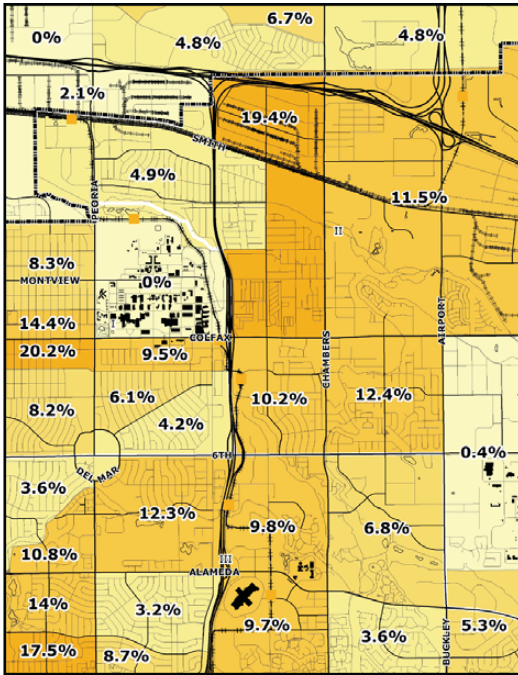 6.7%
0%
4.8%
4.8%
2.1%
19.4%
SMITH
4.9%
PEORIA
11.5%
II
8.3%
MONTVIEW
0%
14.4%
I
COLFAX
AIRPORT
CHAMBERS
20.2%
9.5%
6.1%
10.2%
12.4%
8.2%
4.2%
6TH
0.4%
DEL MAR
3.6%
12.3%
9.8%
6.8%
10.8%
III
ALAMEDA
14%
3.2%
9.7%
3.6%
5.3%
BUCKLEY
17.5%
8.7%